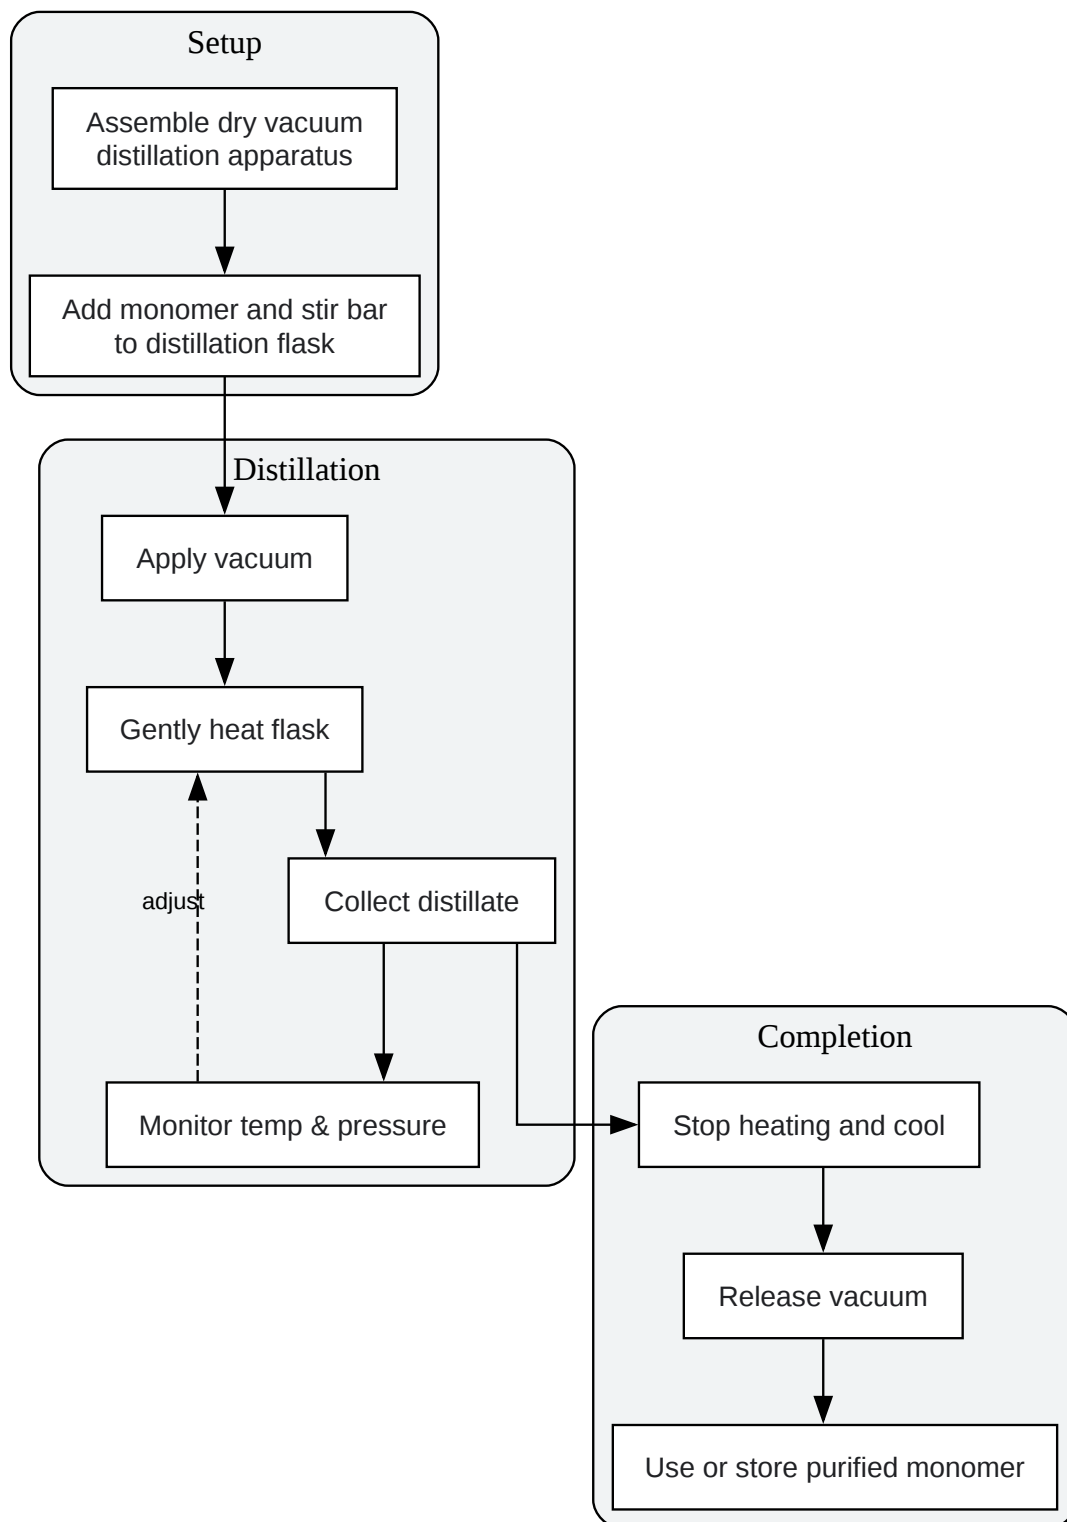 Setup
Assemble dry vacuum
distillation apparatus
Add monomer and stir bar
to distillation flask
Distillation
Apply vacuum
Gently heat flask
adjust
Collect distillate
Monitor temp & pressure
Completion
Stop heating and cool
Release vacuum
Use or store purified monomer